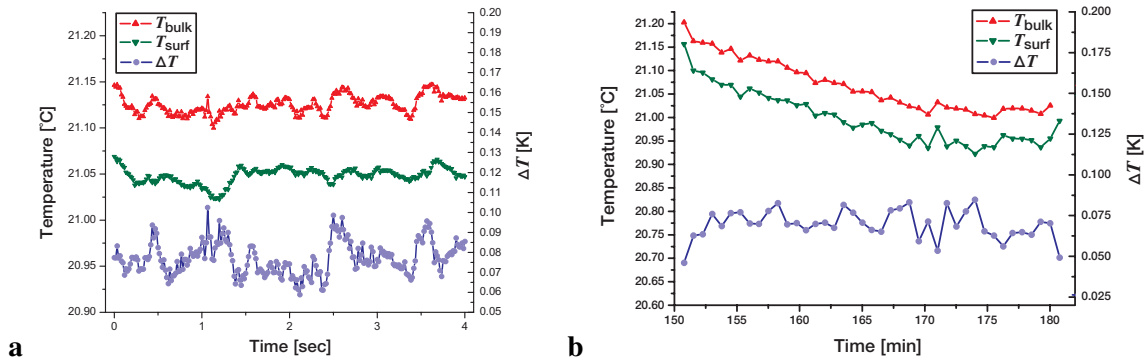 T bulk
T surf
ΔT
Temperature [°C]
21.20
21.15
21.10
21.05
21.00
20.95
20.90
0.20
0.19
0.18
0.17
0.16
0.15
0.14
0.13
0.12
0.11
0.10
0.09
0.08
0.07
0.06
0.05
ΔT [K]
0 1 2 3 4
Time [sec]
a
T bulk
T surf
ΔT
Temperature [°C]
21.20
21.15
21.10
21.05
21.00
20.95
20.90
20.85
20.80
20.75
20.70
20.65
20.60
0.200
0.175
0.150
0.125
0.100
0.075
0.050
0.025
ΔT [K]
150 155 160 165 170 175 180
Time [min]
b